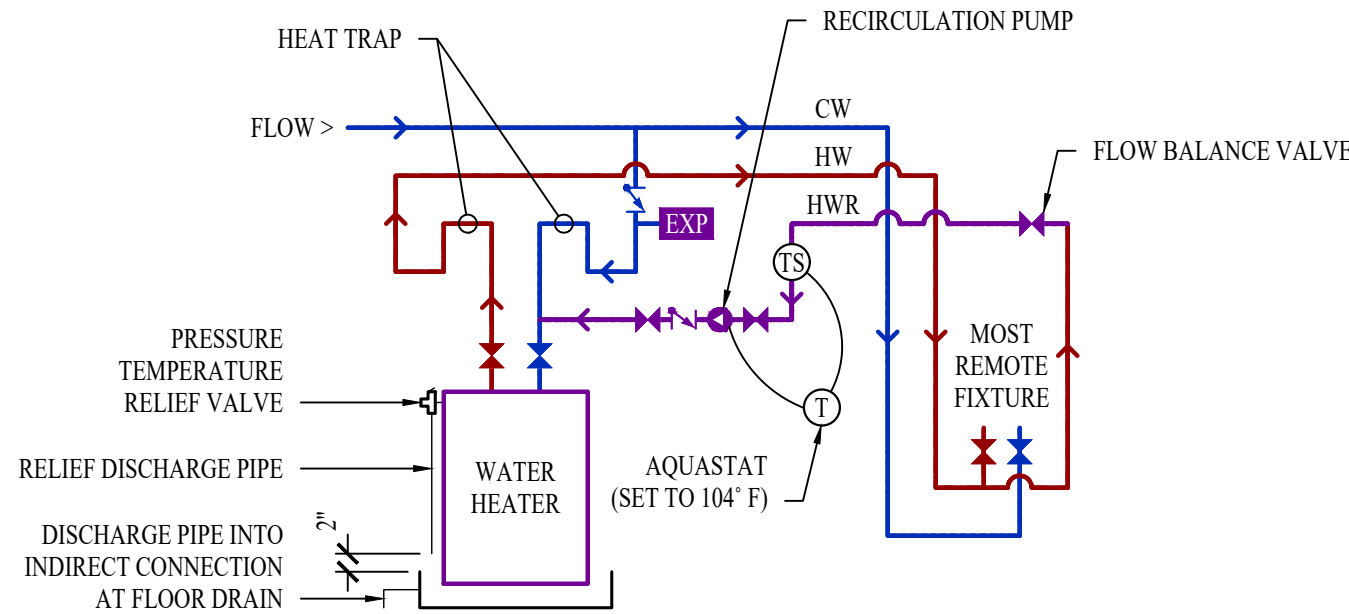 RECIRCULATION PUMP
HEAT TRAP
CW
FLOW >
HW
FLOW BALANCE VALVE
HWR
EXP
TS
PRESSURE
TEMPERATURE
RELIEF VALVE
MOST
REMOTE
FIXTURE
T
RELIEF DISCHARGE PIPE
WATER
HEATER
AQUASTAT
(SET TO 104° F)
2"
DISCHARGE PIPE INTO
INDIRECT CONNECTION
AT FLOOR DRAIN